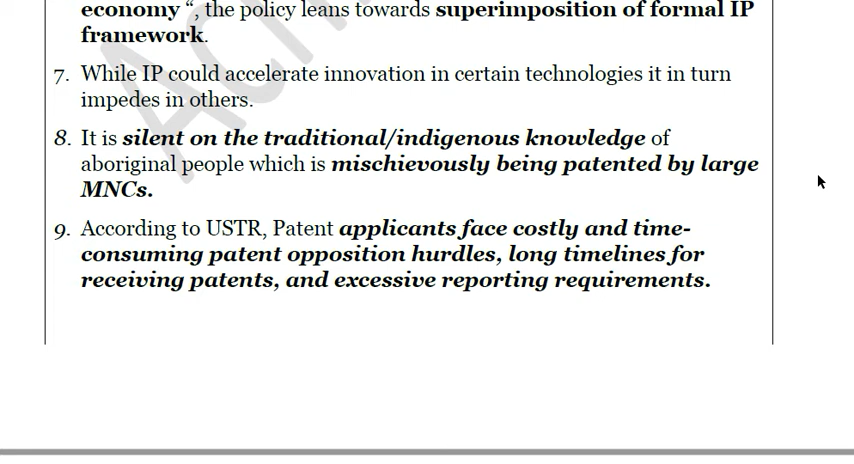 economy “, the policy leans towards superimposition of formal IP
framework.
7. While IP could accelerate innovation in certain technologies it in turn
impedes in others.
8. It is silent on the traditional/indigenous knowledge of
aboriginal people which is mischievously being patented by large
MNCs.
9. According to USTR, Patent applicants face costly and time-
consuming patent opposition hurdles, long timelines for
receiving patents, and excessive reporting requirements.